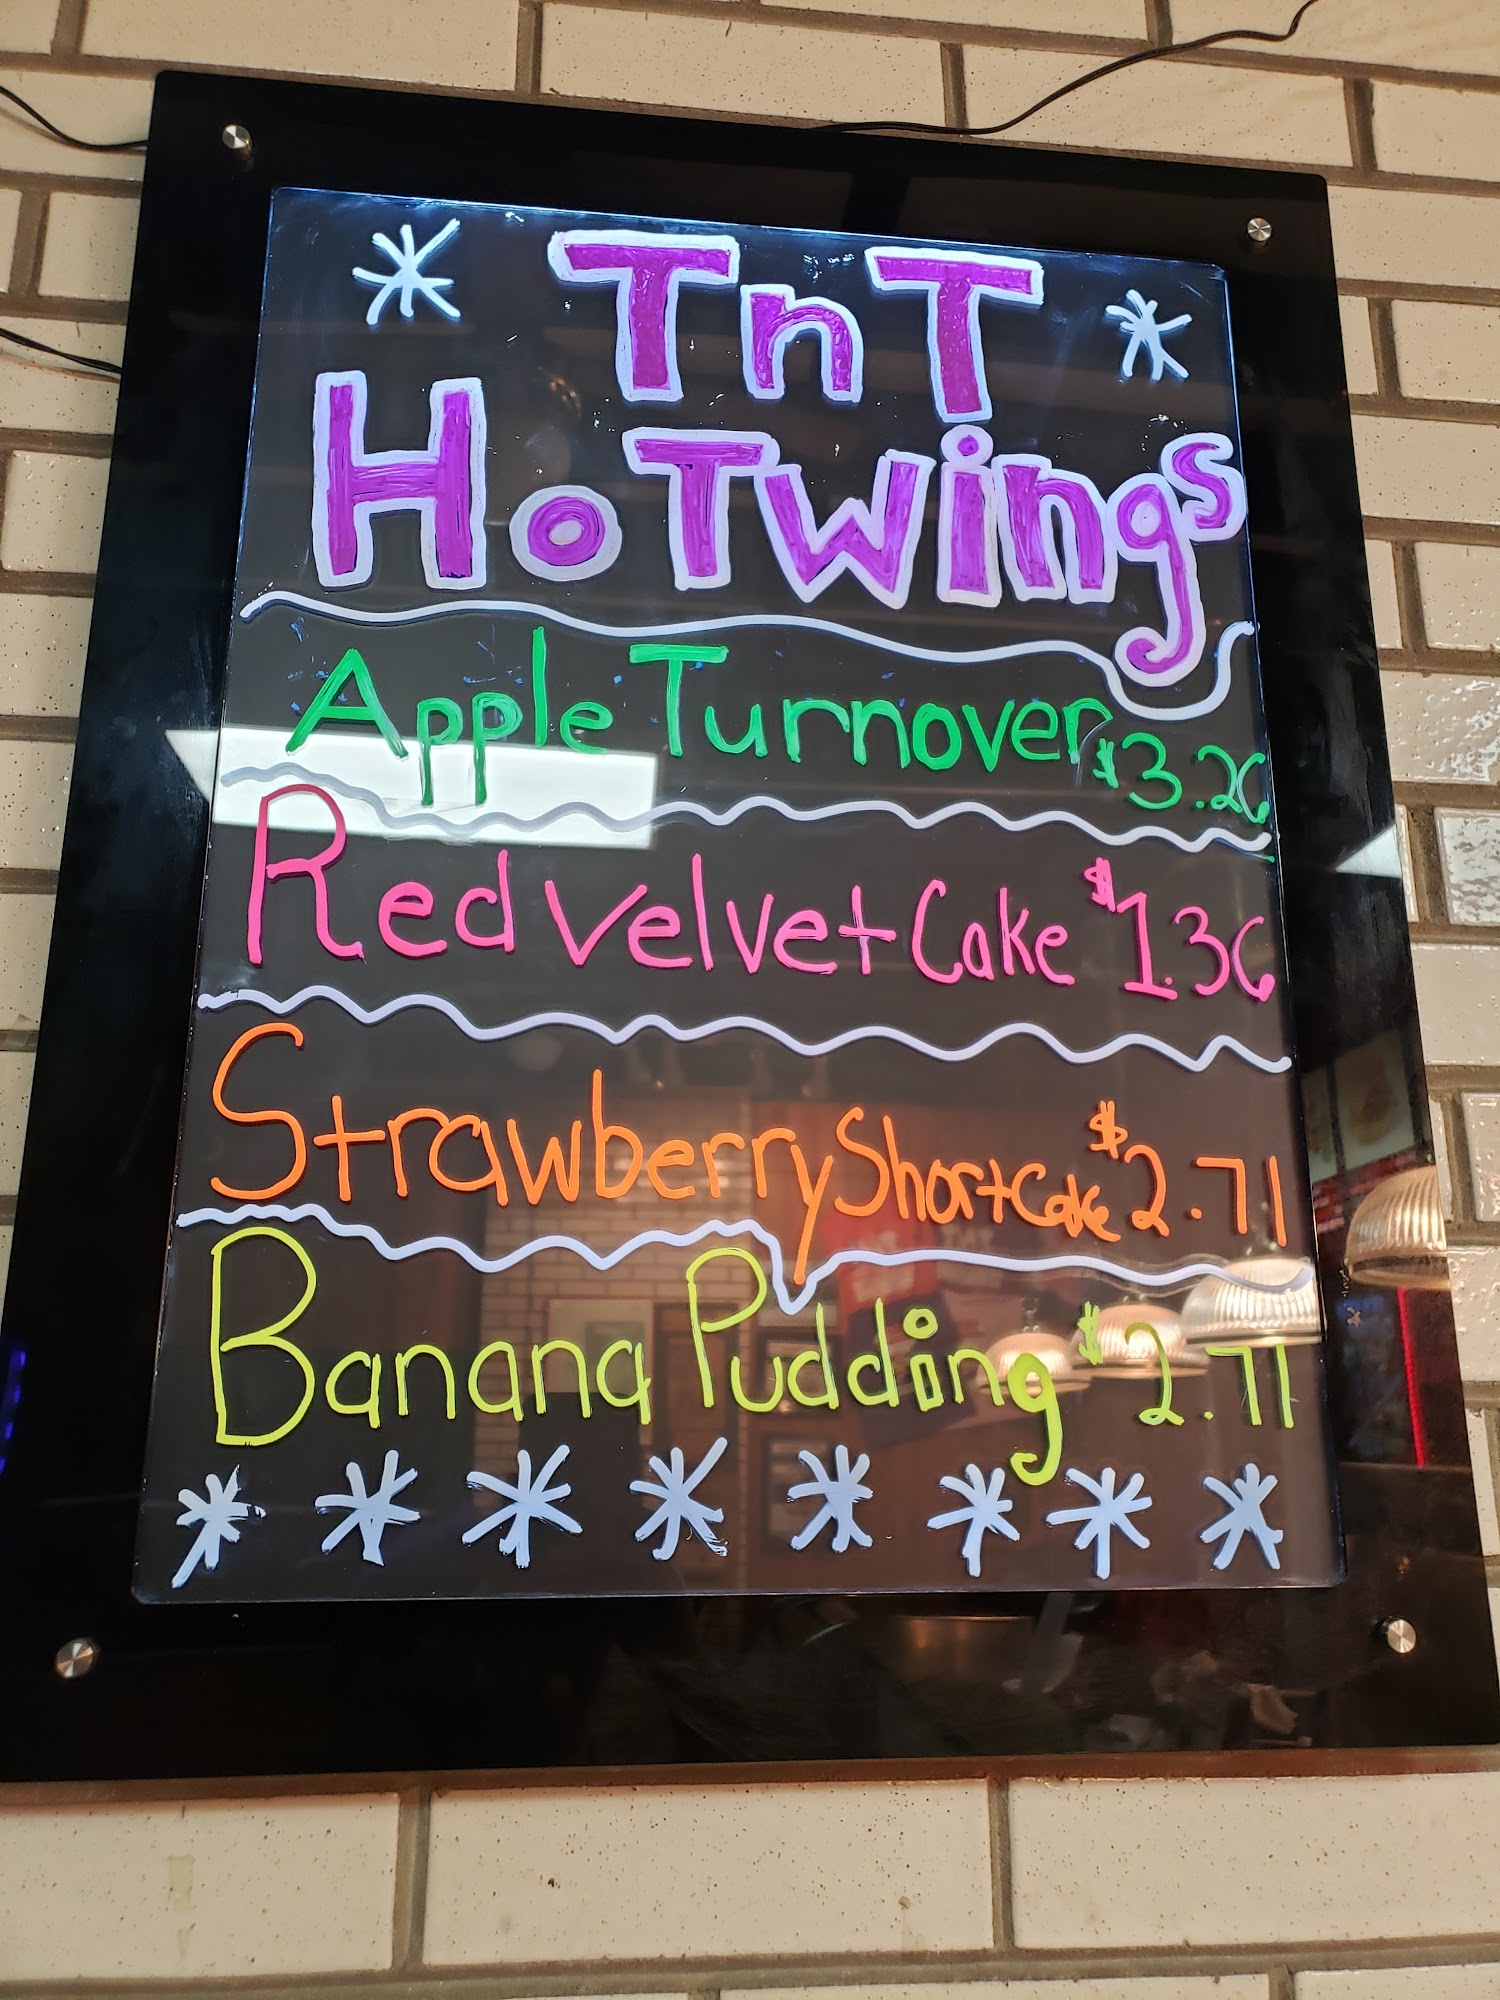 TnT
HoTwings
Apple Turnover $3.26
Red velvet Cake $1.36
Strawberry Shortcake $2.71
Banana Pudding $2.71